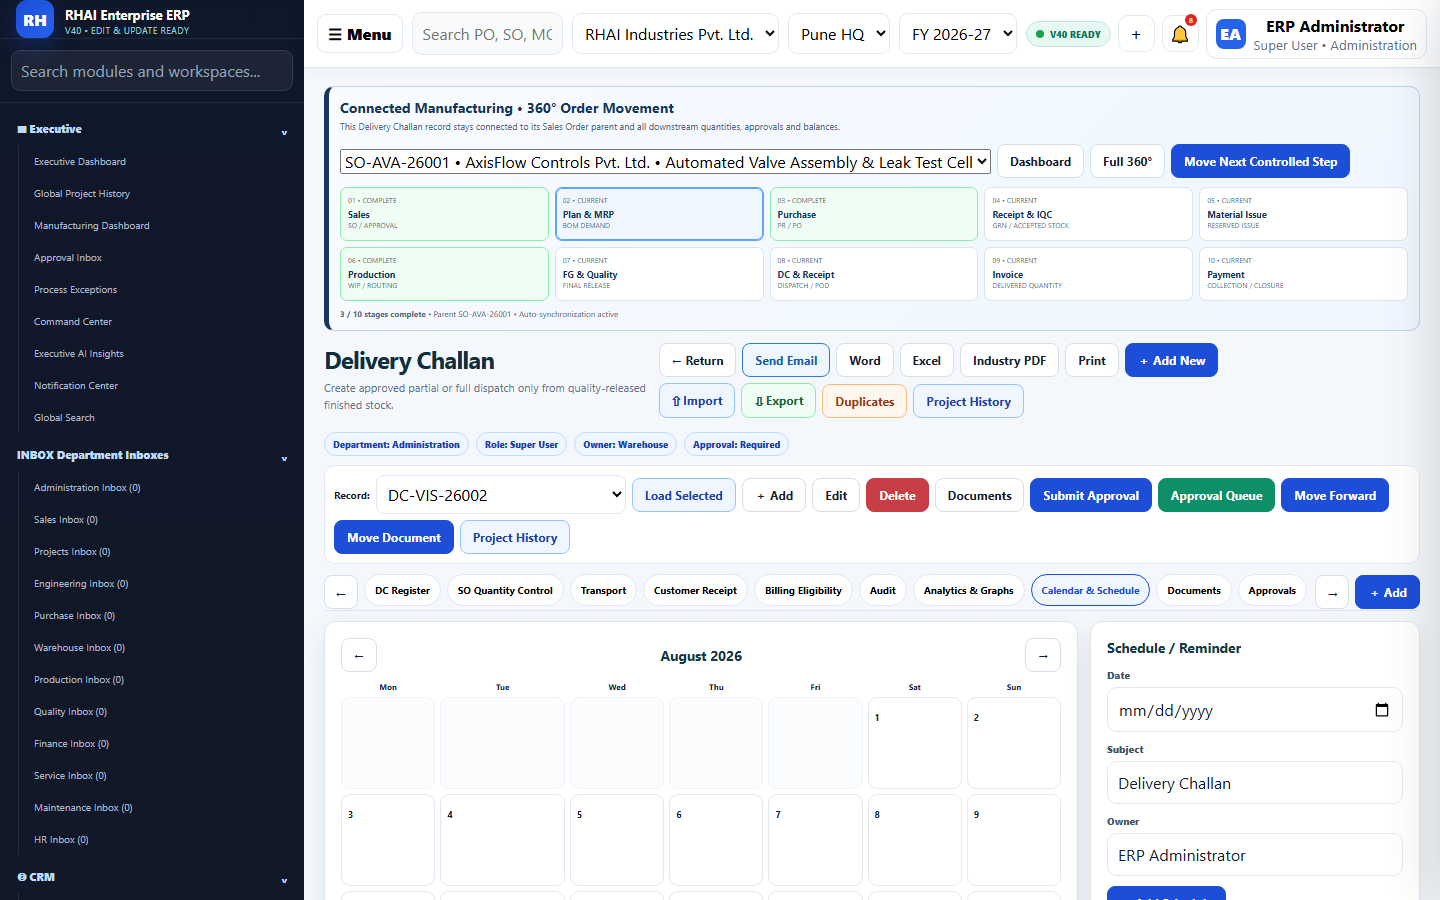 RH
RHAI Enterprise ERP
V40 • EDIT & UPDATE READY
Search modules and workspaces...
Executive
Executive Dashboard
Global Project History
Manufacturing Dashboard
Approval Inbox
Process Exceptions
Command Center
Executive AI Insights
Notification Center
Global Search
INBOX Department Inboxes
Administration Inbox (0)
Sales Inbox (0)
Projects Inbox (0)
Engineering Inbox (0)
Purchase Inbox (0)
Warehouse Inbox (0)
Production Inbox (0)
Quality Inbox (0)
Finance Inbox (0)
Service Inbox (0)
Maintenance Inbox (0)
HR Inbox (0)
CRM
☰ Menu
Search PO, SO, MO
RHAI Industries Pvt. Ltd.
Pune HQ
FY 2026-27
V40 READY
+
8
EA
ERP Administrator
Super User • Administration
Connected Manufacturing • 360° Order Movement
This Delivery Challan record stays connected to its Sales Order parent and all downstream quantities, approvals and balances.
SO-AVA-26001 • AxisFlow Controls Pvt. Ltd. • Automated Valve Assembly & Leak Test Cell
Dashboard
Full 360°
Move Next Controlled Step
01 • COMPLETE
Sales
SO / APPROVAL
02 • CURRENT
Plan & MRP
BOM DEMAND
03 • COMPLETE
Purchase
PR / PO
04 • CURRENT
Receipt & IQC
GRN / ACCEPTED STOCK
05 • CURRENT
Material Issue
RESERVED ISSUE
06 • COMPLETE
Production
WIP / ROUTING
07 • CURRENT
FG & Quality
FINAL RELEASE
08 • CURRENT
DC & Receipt
DISPATCH / POD
09 • CURRENT
Invoice
DELIVERED QUANTITY
10 • CURRENT
Payment
COLLECTION / CLOSURE
3 / 10 stages complete • Parent SO-AVA-26001 • Auto-synchronization active
Delivery Challan
Create approved partial or full dispatch only from quality-released
finished stock.
← Return
Send Email
Word
Excel
Industry PDF
Print
+ Add New
⇧ Import
⇩ Export
Duplicates
Project History
Department: Administration
Role: Super User
Owner: Warehouse
Approval: Required
Record:
DC-VIS-26002
Load Selected
+ Add
Edit
Delete
Documents
Submit Approval
Approval Queue
Move Forward
Move Document
Project History
←
DC Register
SO Quantity Control
Transport
Customer Receipt
Billing Eligibility
Audit
Analytics & Graphs
Calendar & Schedule
Documents
Approvals
→
+ Add
←
August 2026
→
Mon Tue Wed Thu Fri Sat Sun
1 2
3 4 5 6 7 8 9
Schedule / Reminder
Date
mm/dd/yyyy
Subject
Delivery Challan
Owner
ERP Administrator